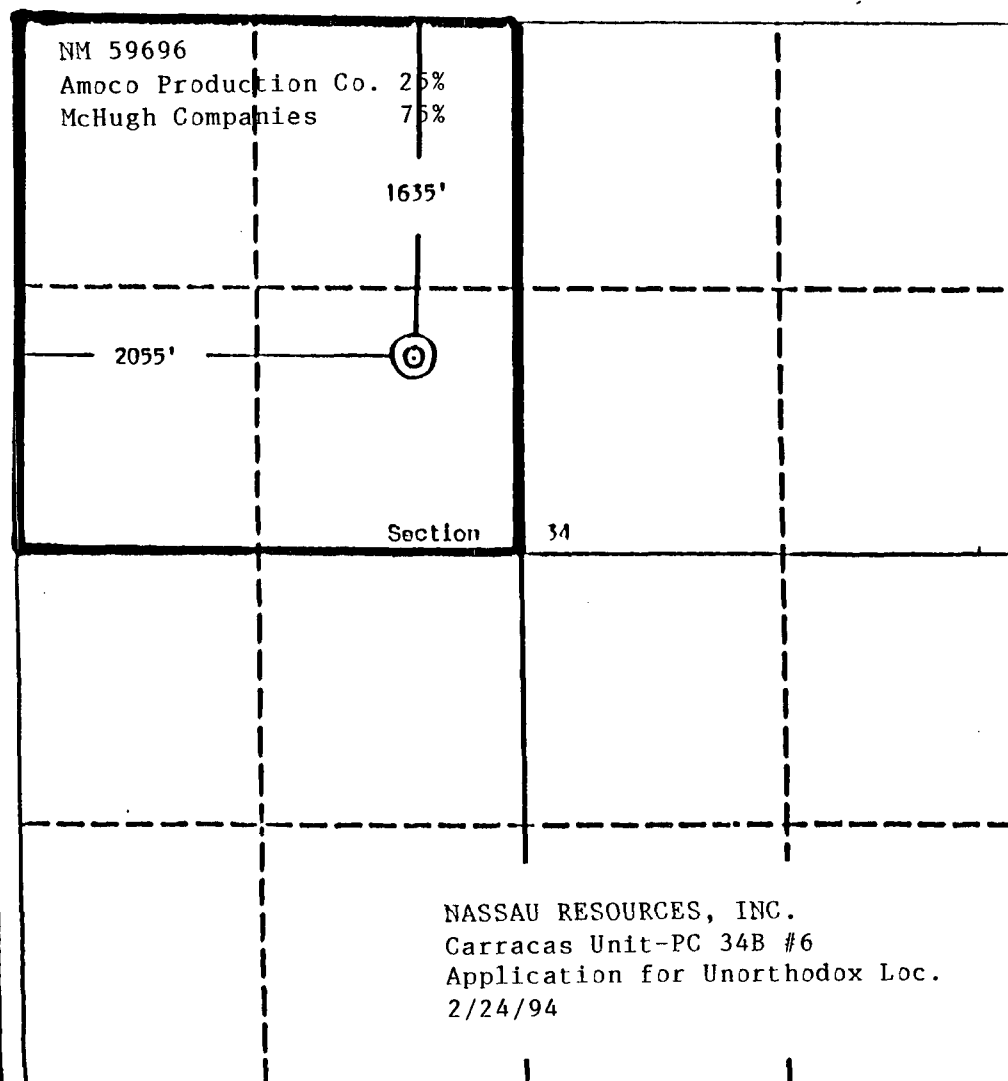 NM 59696
Amoco Production Co. 25%
McHugh Companies 75%
1635'
2055'
Section 34
NASSAU RESOURCES, INC.
Carracas Unit-PC 34B #6
Application for Unorthodox Loc.
2/24/94